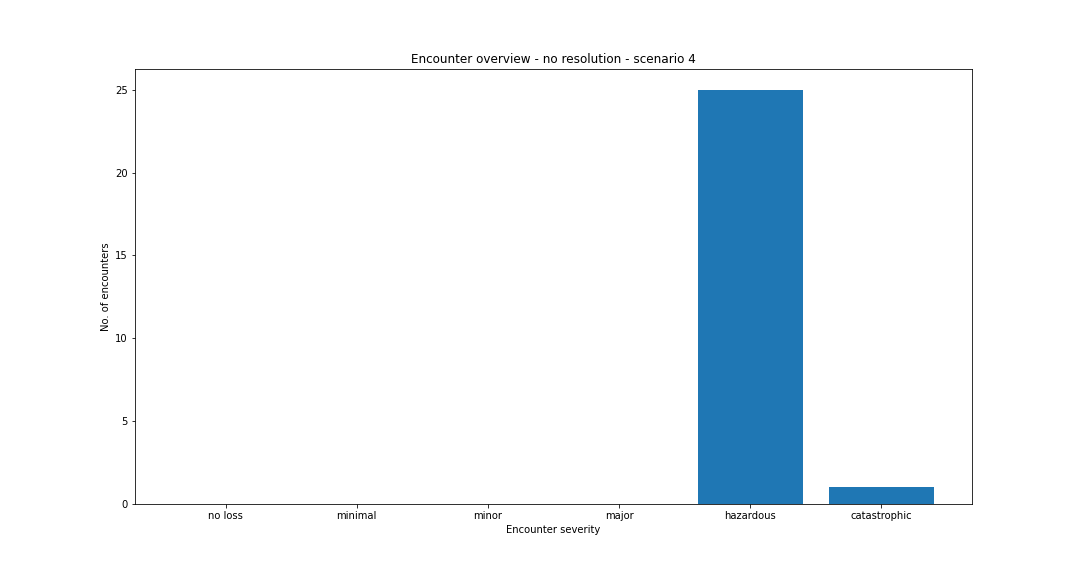 Encounter overview - no resolution - scenario 4
25
20
15
10
5
0
No. of encounters
no loss minimal minor major hazardous catastrophic
Encounter severity